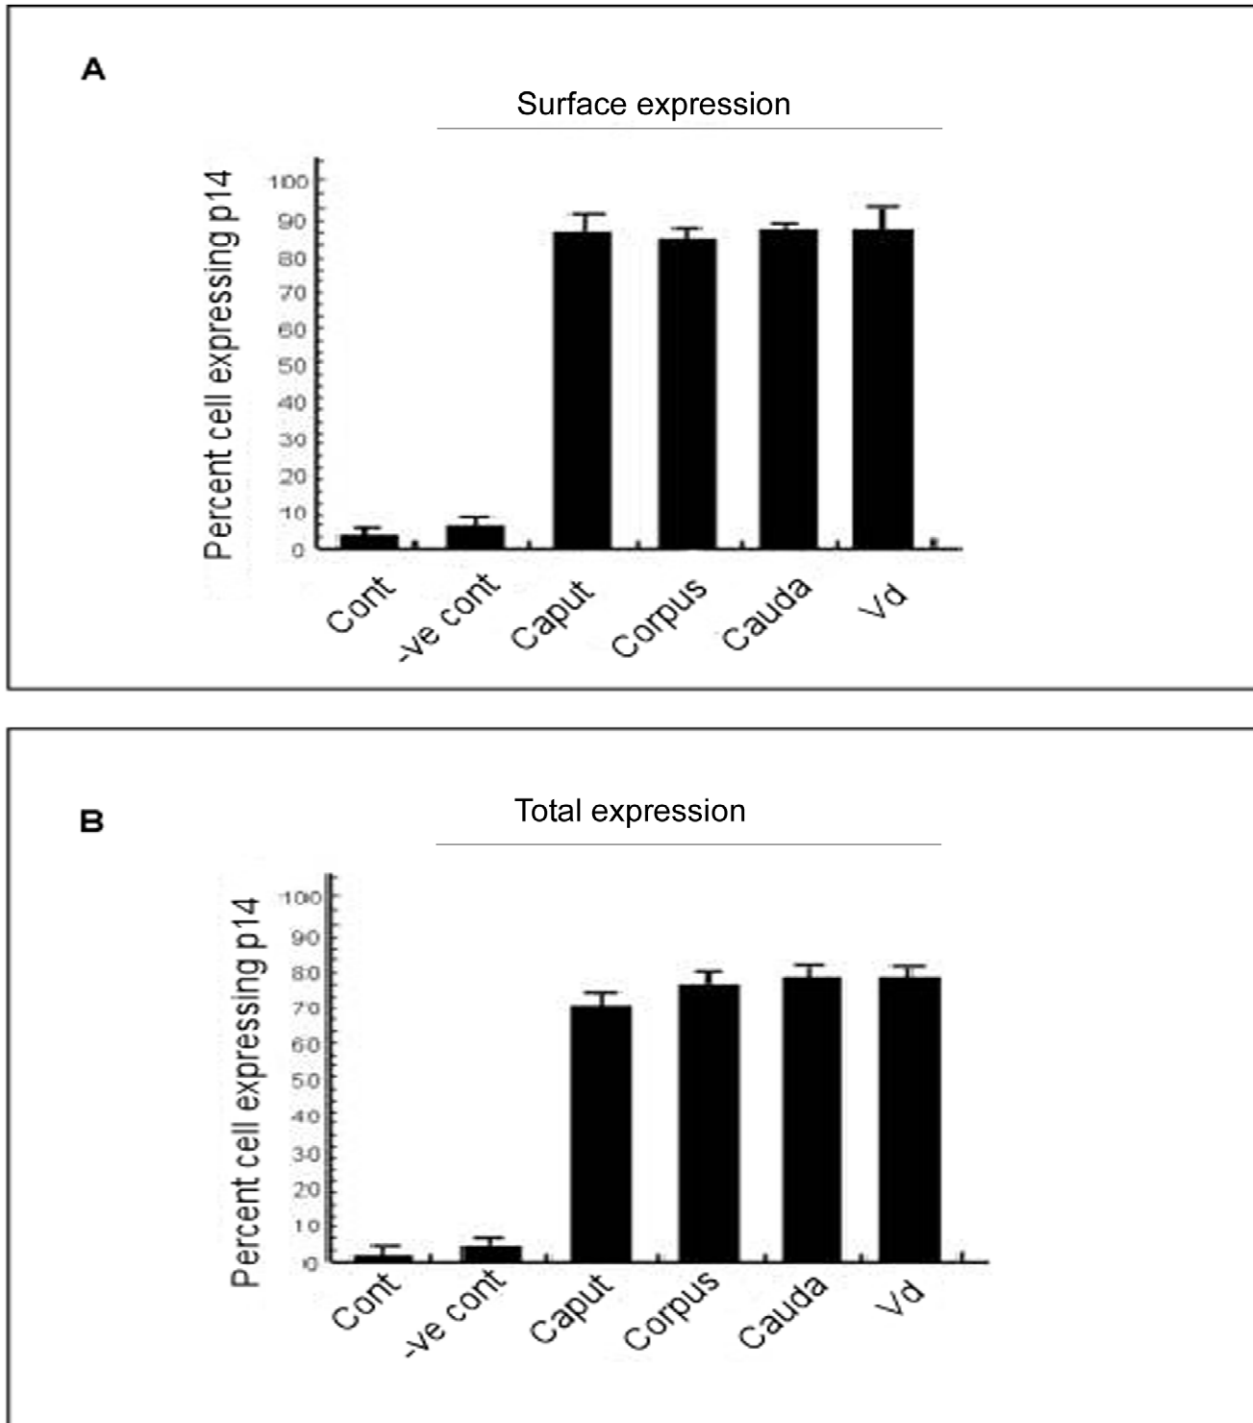 A
Surface expression
Percent cell expressing p14
100
90
80
70
60
50
40
30
20
10
0
Cont
-ve cont
Caput
Corpus
Cauda
Vd
B
Total expression
Percent cell expressing p14
100
90
80
70
60
50
40
30
20
10
0
Cont
-ve cont
Caput
Corpus
Cauda
Vd